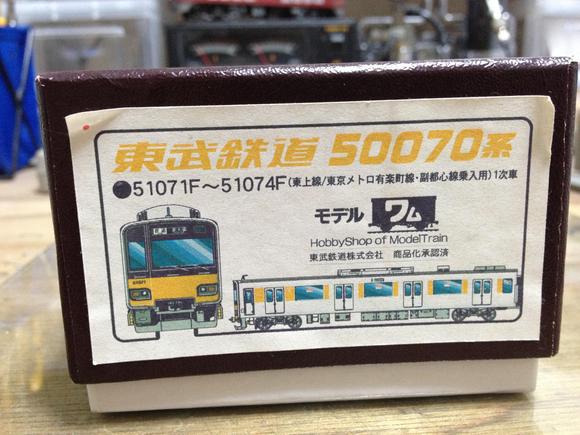 東武鉄道 50070系
●51071F～51074F(東上線/東京メトロ有楽町線・副都心線乗入用)1次車
モデル ワム
HobbyShop of ModelTrain
東武鉄道株式会社 商品化承認済